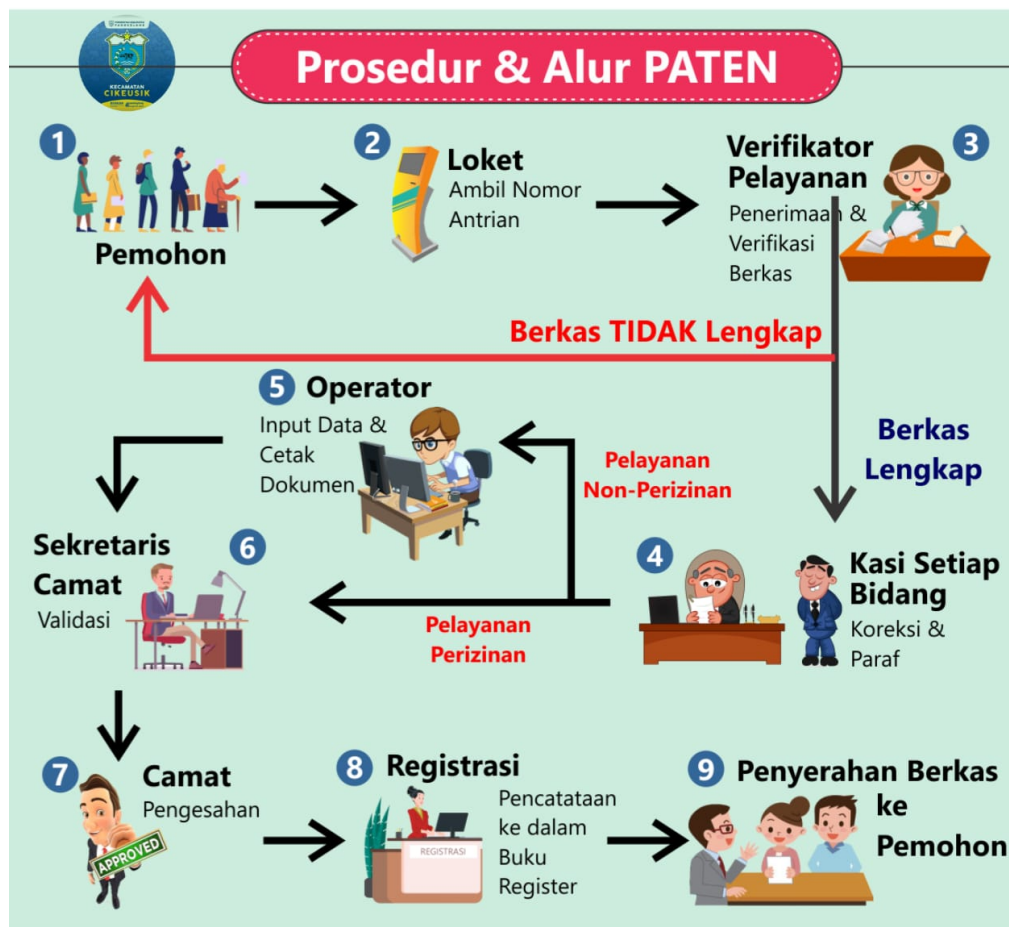 KECAMATAN
CIKEUSIK
Prosedur & Alur PATEN
1
Pemohon
2
Loket
Ambil Nomor
Antrian
3
Verifikator
Pelayanan
Penerimaan &
Verifikasi
Berkas
Berkas TIDAK Lengkap
Berkas
Lengkap
5
Operator
Input Data &
Cetak
Dokumen
Pelayanan
Non-Perizinan
4
Kasi Setiap
Bidang
Koreksi &
Paraf
Sekretaris
Camat
6
Validasi
Pelayanan
Perizinan
7
Camat
Pengesahan
APPROVED
8
Registrasi
Pencatataan
ke dalam
Buku
Register
REGISTRASI
9
Penyerahan Berkas
ke
Pemohon